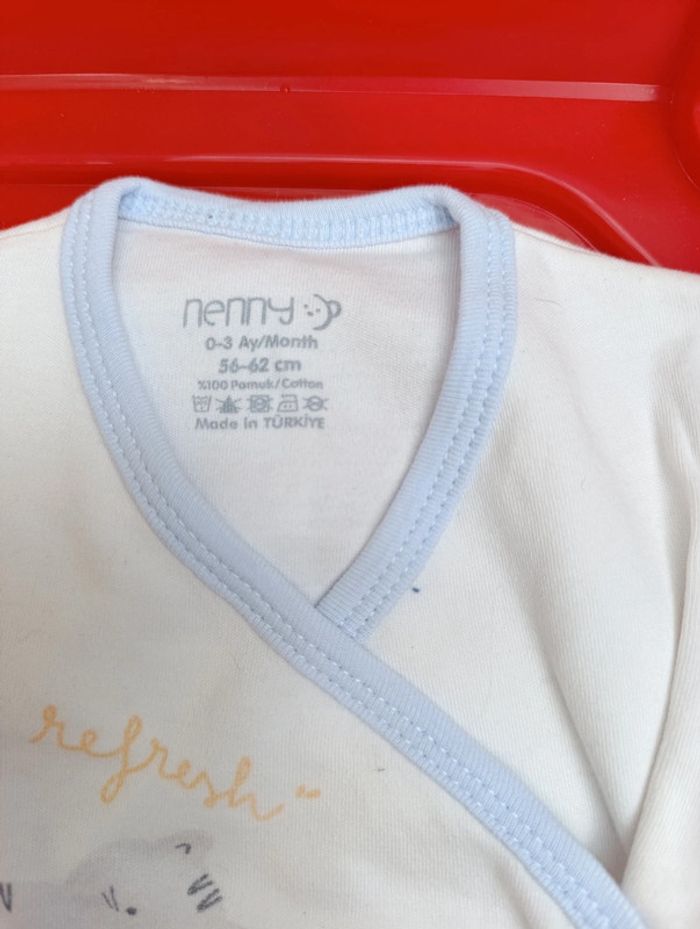 nenny
0-3 Ay/Month
56-62 cm
%100 Pamuk/Cotton
Made in TÜRKİYE
refresh